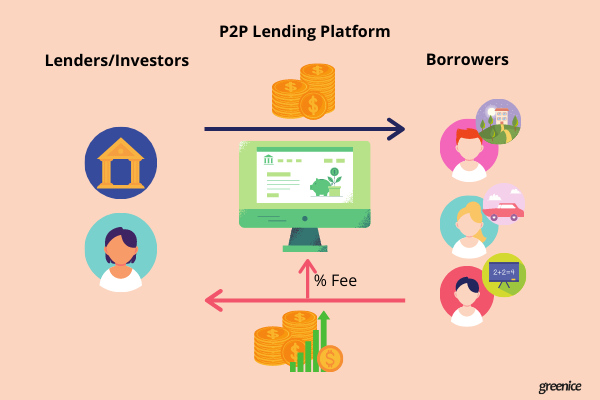 P2P Lending Platform
Lenders/Investors
Borrowers
% Fee
2+2=4
greenice